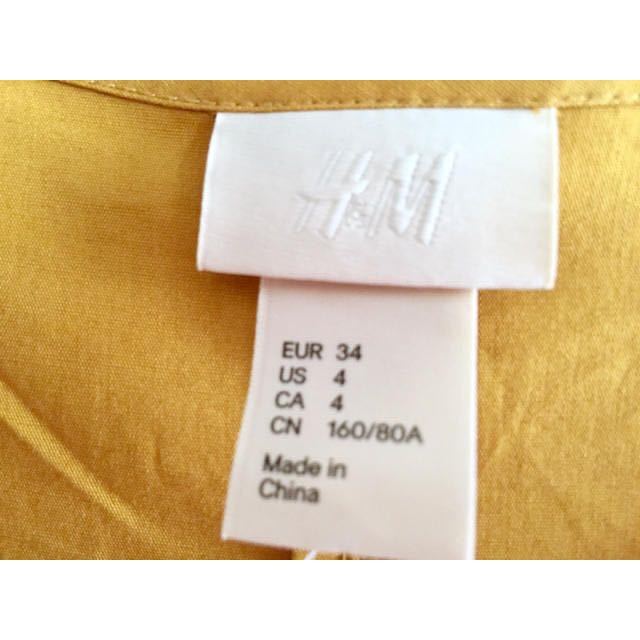 H&M
EUR 34
US 4
CA 4
CN 160/80A
Made in
China